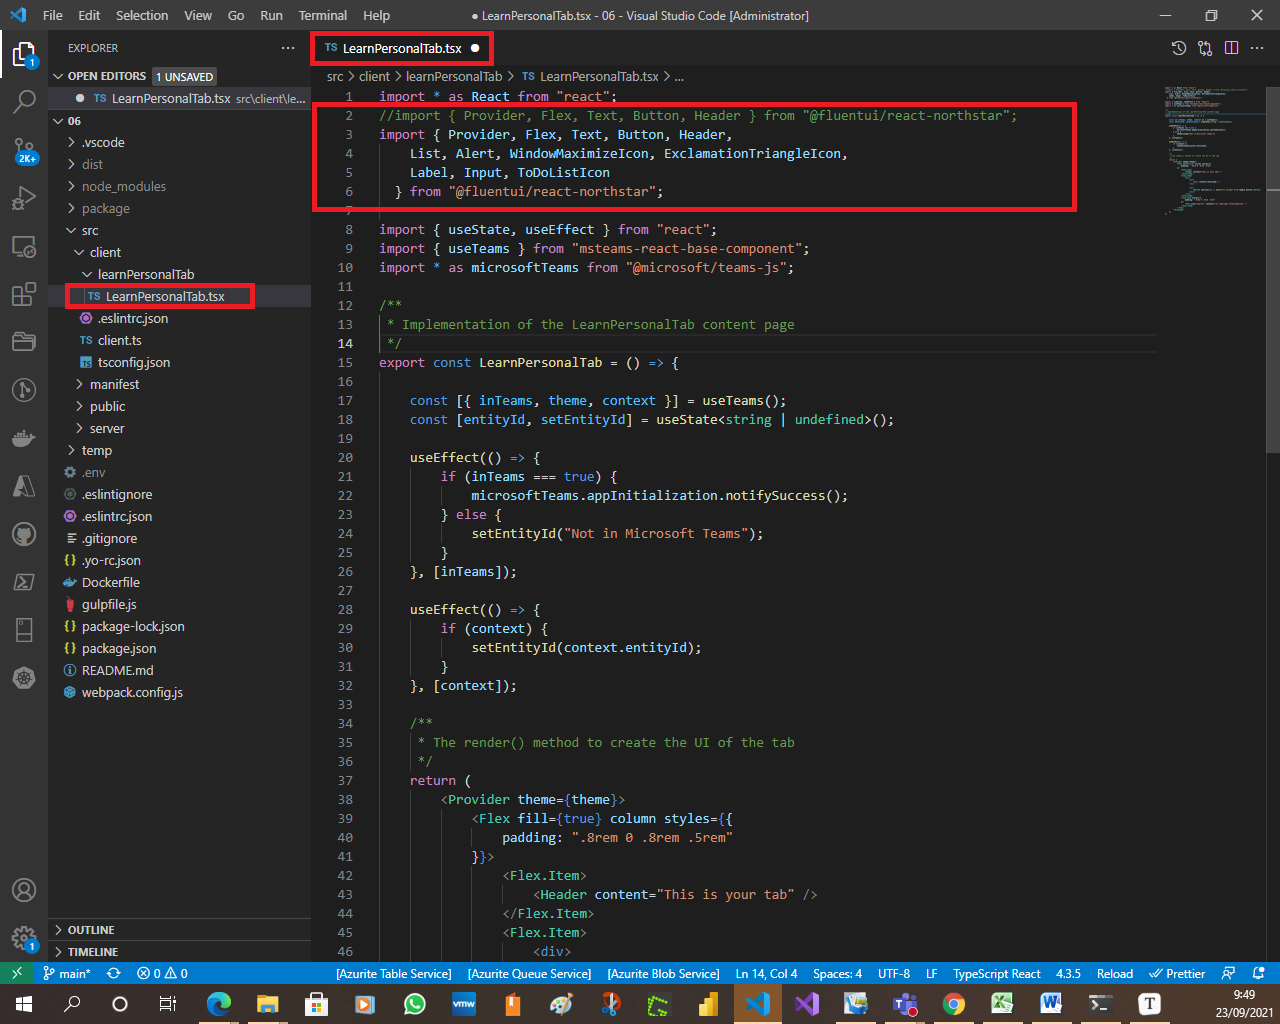 File Edit Selection View Go Run Terminal Help
● LearnPersonalTab.tsx - 06 - Visual Studio Code [Administrator]
EXPLORER
OPEN EDITORS 1 UNSAVED
TS LearnPersonalTab.tsx src\client\le...
06
.vscode
dist
node_modules
package
src
client
learnPersonalTab
TS LearnPersonalTab.tsx
.eslintrc.json
TS client.ts
tsconfig.json
manifest
public
server
temp
.env
.eslintignore
.eslintrc.json
.gitignore
.yo-rc.json
Dockerfile
gulpfile.js
{} package-lock.json
{} package.json
README.md
webpack.config.js
OUTLINE
TIMELINE
1
2K+
1
TS LearnPersonalTab.tsx ●
src > client > learnPersonalTab > TS LearnPersonalTab.tsx > ...
1 import * as React from "react";
2 //import { Provider, Flex, Text, Button, Header } from "@fluentui/react-northstar";
3 import { Provider, Flex, Text, Button, Header,
4 List, Alert, WindowMaximizeIcon, ExclamationTriangleIcon,
5 Label, Input, ToDoListIcon
6 } from "@fluentui/react-northstar";
7
8 import { useState, useEffect } from "react";
9 import { useTeams } from "msteams-react-base-component";
10 import * as microsoftTeams from "@microsoft/teams-js";
11
12 /**
13 * Implementation of the LearnPersonalTab content page
14 */
15 export const LearnPersonalTab = () => {
16
17 const [{ inTeams, theme, context }] = useTeams();
18 const [entityId, setEntityId] = useState<string | undefined>();
19
20 useEffect(() => {
21 if (inTeams === true) {
22 microsoftTeams.appInitialization.notifySuccess();
23 } else {
24 setEntityId("Not in Microsoft Teams");
25 }
26 }, [inTeams]);
27
28 useEffect(() => {
29 if (context) {
30 setEntityId(context.entityId);
31 }
32 }, [context]);
33
34 /**
35 * The render() method to create the UI of the tab
36 */
37 return (
38 <Provider theme={theme}>
39 <Flex fill={true} column styles={{
40 padding: ".8rem 0 .8rem .5rem"
41 }}>
42 <Flex.Item>
43 <Header content="This is your tab" />
44 </Flex.Item>
45 <Flex.Item>
46 <div>
main* 0 0 [Azurite Table Service] [Azurite Queue Service] [Azurite Blob Service] Ln 14, Col 4 Spaces: 4 UTF-8 LF TypeScript React 4.3.5 Reload Prettier
vmw
T
9:49
23/09/2021